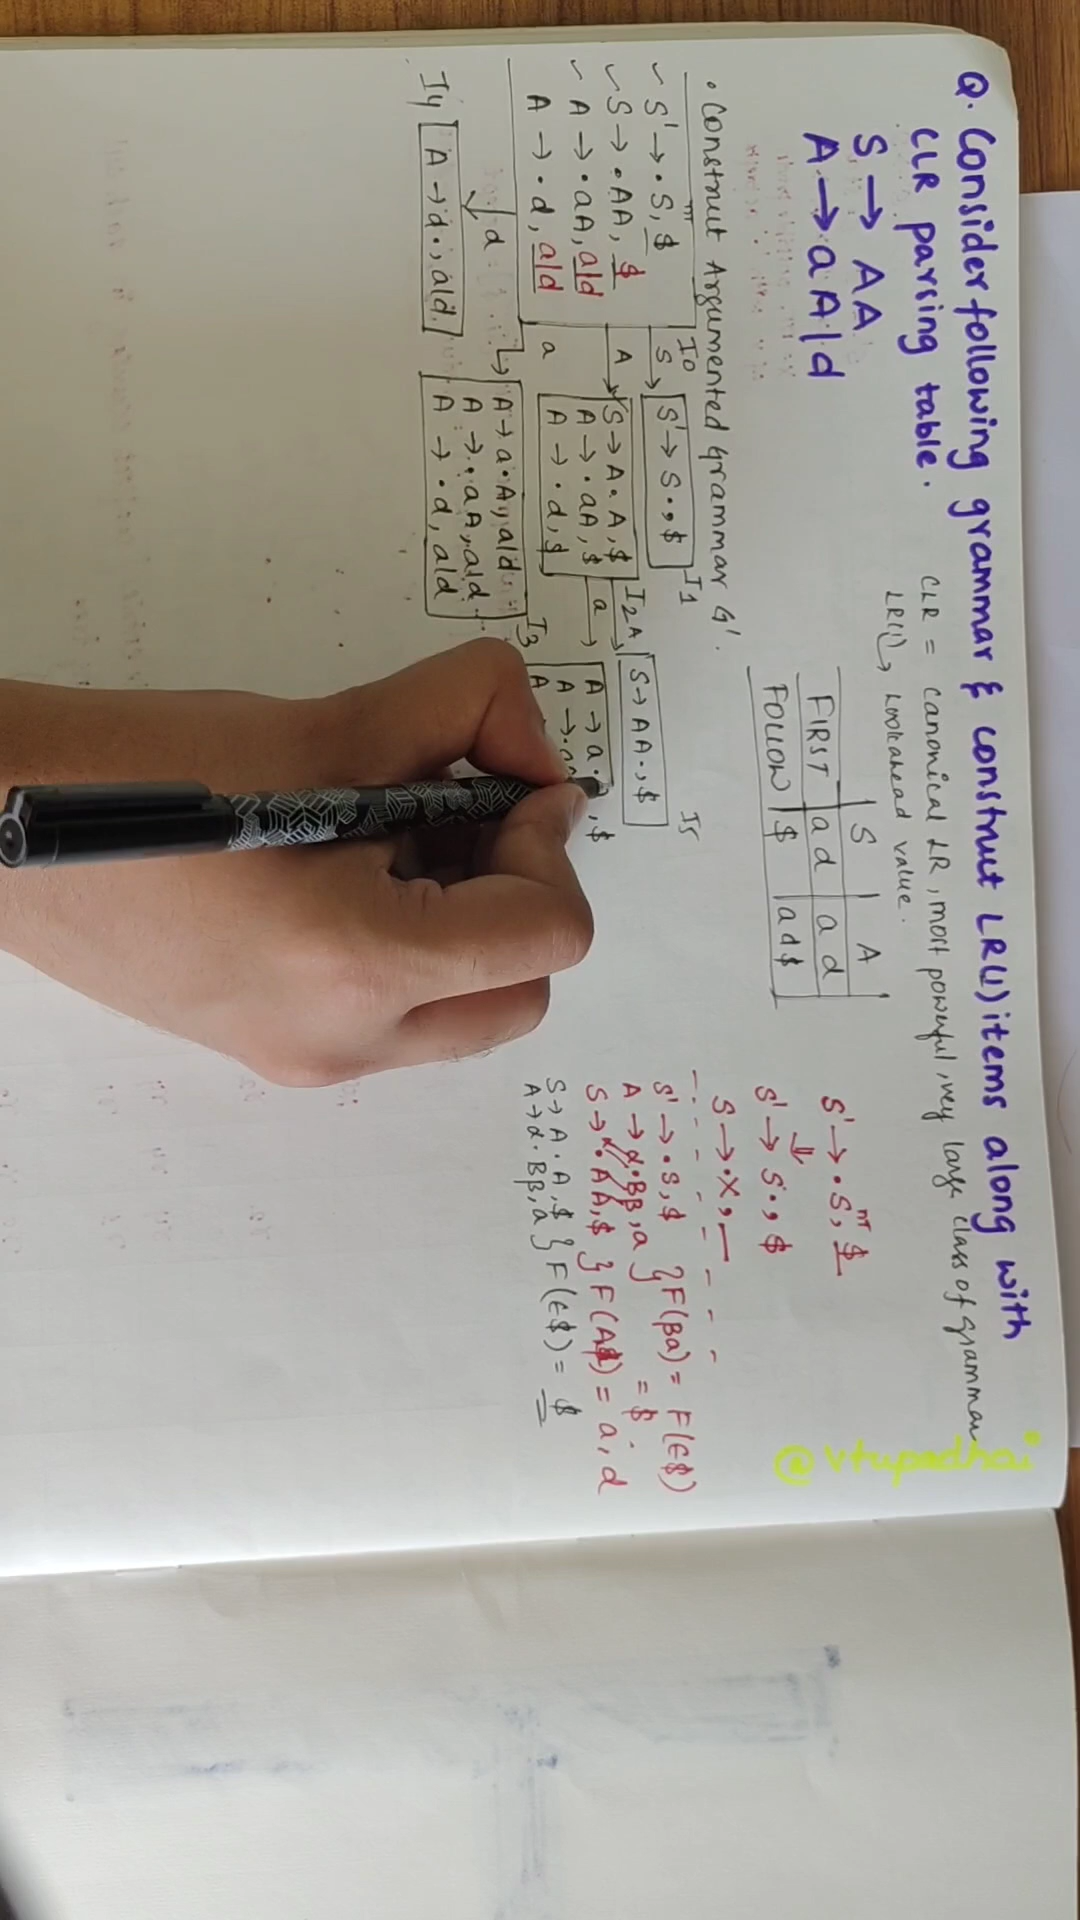 Q. Consider following grammar & construct LR(1) items along with
CLR parsing table.
S → AA
A → aA | d
CLR = canonical LR, most powerful, very large class of grammar
LR(1) → Lookahead value.
S A
FIRST a d a d
FOLLOW $ a d $
• Construct Argumented Grammar G'.
I0
S' → •S, $
S → •AA, $
A → •aA, a|d
A → •d, a|d
S
S' → S•, $
I1
A
S → A•A, $
A → •aA, $
A → •d, $
I2
A
S → AA•, $
I5
a
A → a•A, a|d
A → •aA, a|d
A → •d, a|d
I3
a
A → a•
, $
A → •
A
d
I4
A → d•, a|d
S' → •S, $
⇓
S' → S•, $
S → •X, _
S' → •S, $ } F(βa) = F(ε$)
A → α•Bβ, a = $
S → •AA, $ } F(A$) = a, d
S → A•A, $ } F(ε$) = $
A → α•Bβ, a
@vtupadhai